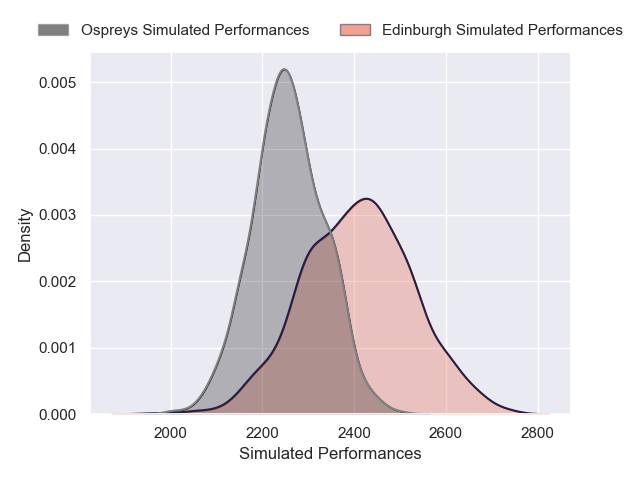 Ospreys Simulated Performances Edinburgh Simulated Performances
0.005
0.004
0.003
0.002
0.001
0.000
Density
2000 2200 2400 2600 2800
Simulated Performances